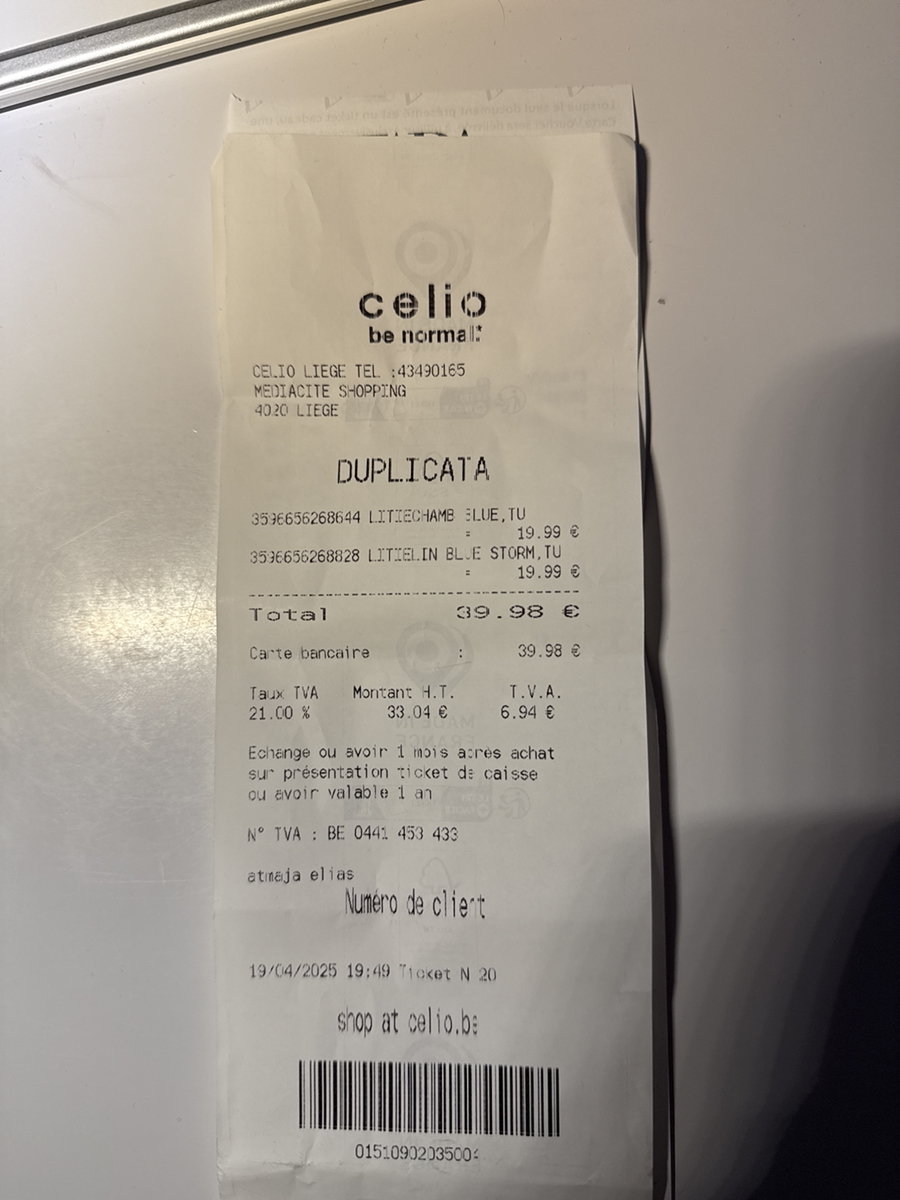 celio
be normal*
CELIO LIEGE TEL :43490165
MEDIACITE SHOPPING
4020 LIEGE
DUPLICATA
3596656268644 LITIECHAMB BLUE,TU
= 19.99 €
3596656268828 LITIELIN BLUE STORM,TU
= 19.99 €
Total 39.98 €
Carte bancaire : 39.98 €
Taux TVA Montant H.T. T.V.A.
21.00 % 33.04 € 6.94 €
Echange ou avoir 1 mois après achat
sur présentation ticket de caisse
ou avoir valable 1 an
N° TVA : BE 0441 453 433
atmaja elias
Numéro de client
19/04/2025 19:49 Ticket N 20
shop at celio.be